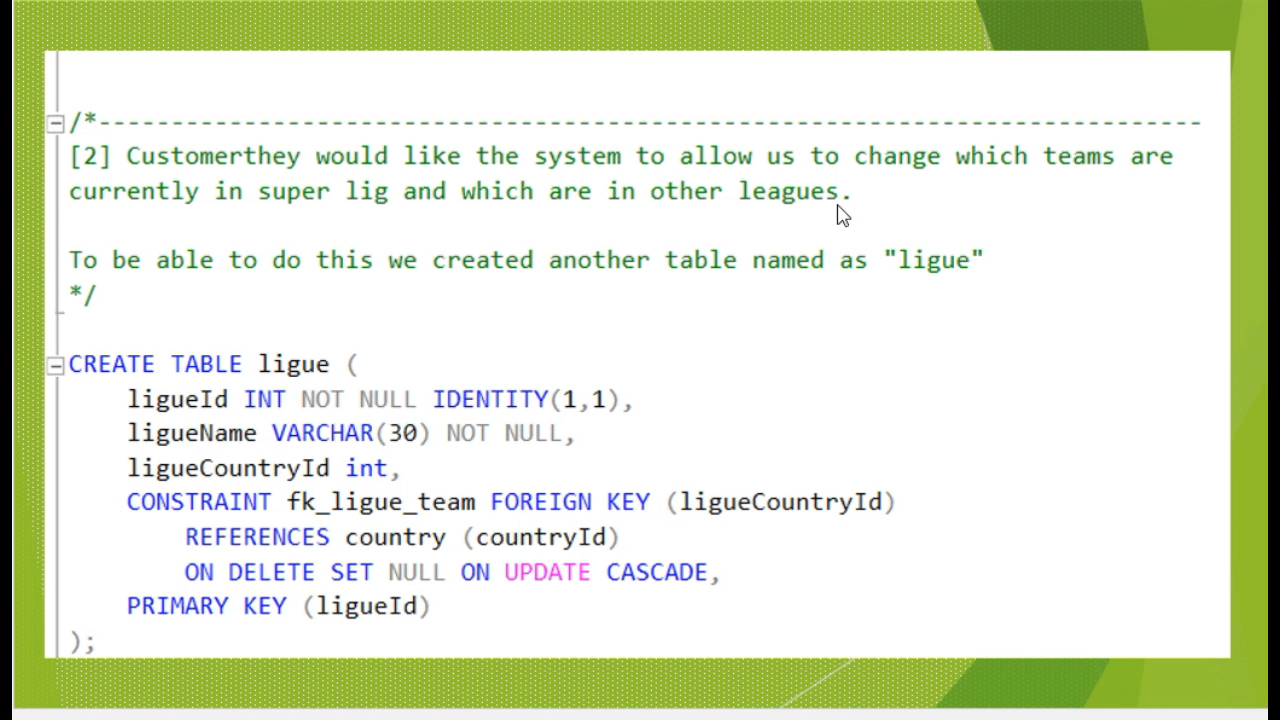 /*----------------------------------------------------------------------------
[2] Customerthey would like the system to allow us to change which teams are
currently in super lig and which are in other leagues.
To be able to do this we created another table named as "ligue"
*/
CREATE TABLE ligue (
ligueId INT NOT NULL IDENTITY(1,1),
ligueName VARCHAR(30) NOT NULL,
ligueCountryId int,
CONSTRAINT fk_ligue_team FOREIGN KEY (ligueCountryId)
REFERENCES country (countryId)
ON DELETE SET NULL ON UPDATE CASCADE,
PRIMARY KEY (ligueId)
);